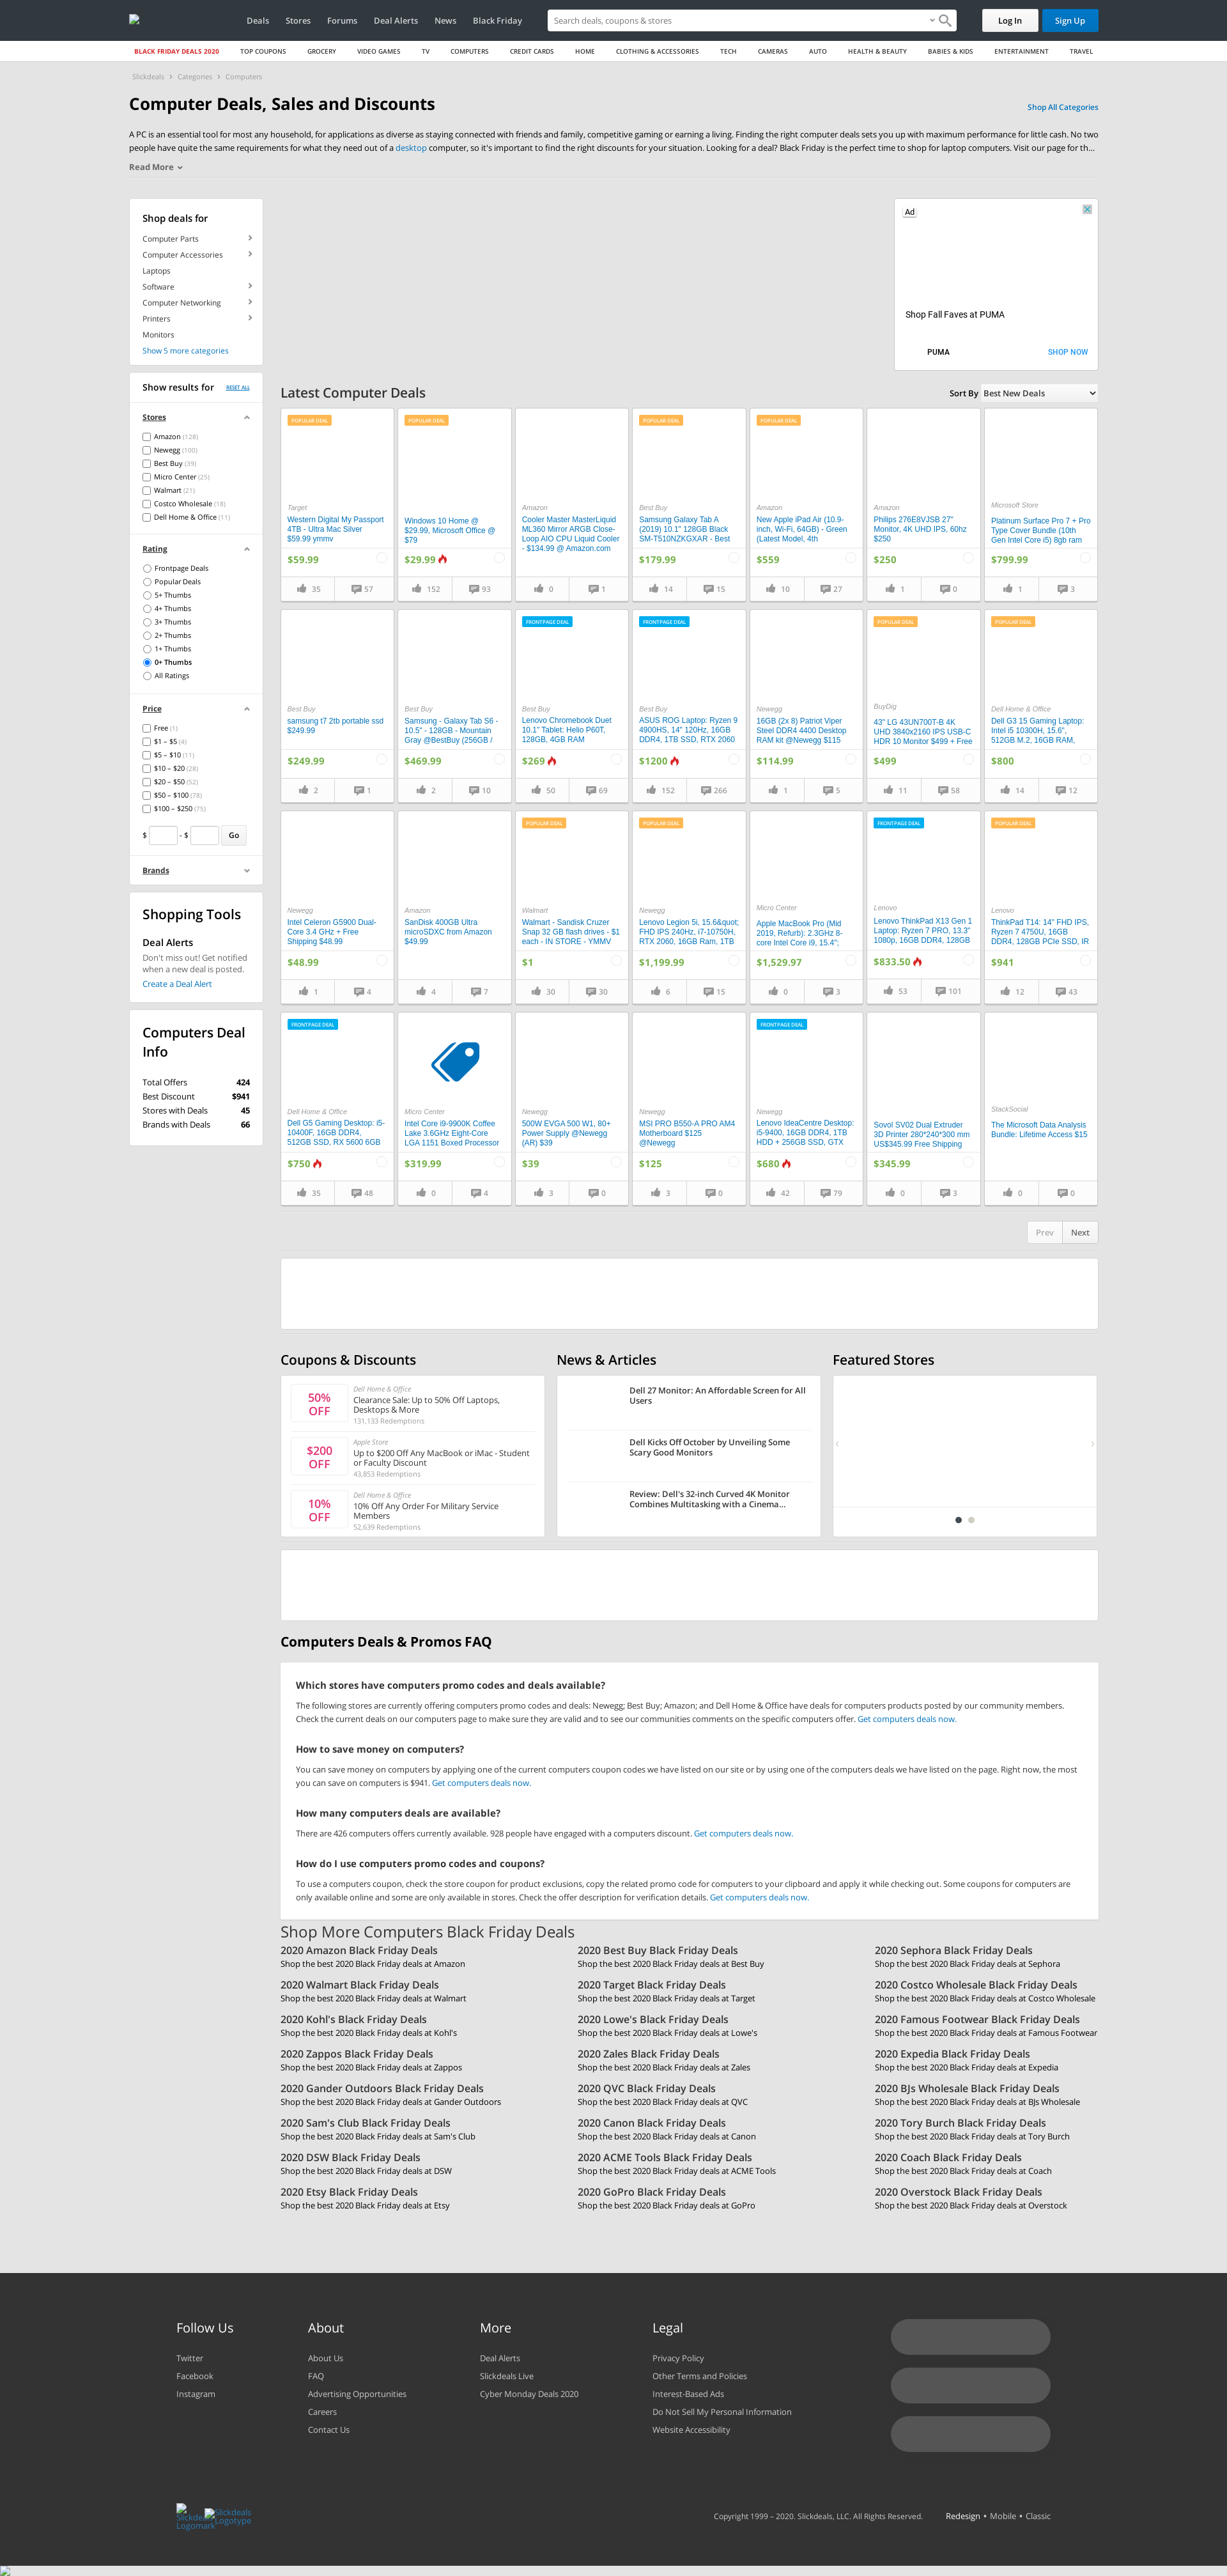 Deals Stores Forums Deal Alerts News Black Friday
Search deals, coupons & stores
Log In
Sign Up
BLACK FRIDAY DEALS 2020 TOP COUPONS GROCERY VIDEO GAMES TV COMPUTERS CREDIT CARDS HOME CLOTHING & ACCESSORIES TECH CAMERAS AUTO HEALTH & BEAUTY BABIES & KIDS ENTERTAINMENT TRAVEL
Slickdeals › Categories › Computers
Computer Deals, Sales and Discounts
Shop All Categories
A PC is an essential tool for most any household, for applications as diverse as staying connected with friends and family, competitive gaming or earning a living. Finding the right computer deals sets you up with maximum performance for little cash. No two
people have quite the same requirements for what they need out of a desktop computer, so it's important to find the right discounts for your situation. Looking for a deal? Black Friday is the perfect time to shop for laptop computers. Visit our page for th...
Read More
Shop deals for
Computer Parts
Computer Accessories
Laptops
Software
Computer Networking
Printers
Monitors
Show 5 more categories
Ad
Shop Fall Faves at PUMA
PUMA
SHOP NOW
Show results for
RESET ALL
Stores
Amazon (128)
Newegg (100)
Best Buy (39)
Micro Center (25)
Walmart (21)
Costco Wholesale (18)
Dell Home & Office (11)
Rating
Frontpage Deals
Popular Deals
5+ Thumbs
4+ Thumbs
3+ Thumbs
2+ Thumbs
1+ Thumbs
0+ Thumbs
All Ratings
Price
Free (1)
$1 – $5 (4)
$5 – $10 (11)
$10 – $20 (28)
$20 – $50 (52)
$50 – $100 (78)
$100 – $250 (75)
$ - $ Go
Brands
Shopping Tools
Deal Alerts
Don't miss out! Get notified
when a new deal is posted.
Create a Deal Alert
Computers Deal
Info
Total Offers 424
Best Discount $941
Stores with Deals 45
Brands with Deals 66
Latest Computer Deals
Sort By Best New Deals
POPULAR DEAL
Target
Western Digital My Passport
4TB - Ultra Mac Silver
$59.99 ymmv
$59.99
35 57
POPULAR DEAL
Windows 10 Home @
$29.99, Microsoft Office @
$79
$29.99
152 93
Amazon
Cooler Master MasterLiquid
ML360 Mirror ARGB Close-
Loop AIO CPU Liquid Cooler
- $134.99 @ Amazon.com
0 1
POPULAR DEAL
Best Buy
Samsung Galaxy Tab A
(2019) 10.1" 128GB Black
SM-T510NZKGXAR - Best
$179.99
14 15
POPULAR DEAL
Amazon
New Apple iPad Air (10.9-
inch, Wi-Fi, 64GB) - Green
(Latest Model, 4th
$559
10 27
Amazon
Philips 276E8VJSB 27"
Monitor, 4K UHD IPS, 60hz
$250
$250
1 0
Microsoft Store
Platinum Surface Pro 7 + Pro
Type Cover Bundle (10th
Gen Intel Core i5) 8gb ram
$799.99
1 3
Best Buy
samsung t7 2tb portable ssd
$249.99
$249.99
2 1
Best Buy
Samsung - Galaxy Tab S6 -
10.5" - 128GB - Mountain
Gray @BestBuy (256GB /
$469.99
2 10
FRONTPAGE DEAL
Best Buy
Lenovo Chromebook Duet
10.1" Tablet: Helio P60T,
128GB, 4GB RAM
$269
50 69
FRONTPAGE DEAL
Best Buy
ASUS ROG Laptop: Ryzen 9
4900HS, 14" 120Hz, 16GB
DDR4, 1TB SSD, RTX 2060
$1200
152 266
Newegg
16GB (2x 8) Patriot Viper
Steel DDR4 4400 Desktop
RAM kit @Newegg $115
$114.99
1 5
POPULAR DEAL
BuyDig
43" LG 43UN700T-B 4K
UHD 3840x2160 IPS USB-C
HDR 10 Monitor $499 + Free
$499
11 58
POPULAR DEAL
Dell Home & Office
Dell G3 15 Gaming Laptop:
Intel i5 10300H, 15.6",
512GB M.2, 16GB RAM,
$800
14 12
Newegg
Intel Celeron G5900 Dual-
Core 3.4 GHz + Free
Shipping $48.99
$48.99
1 4
Amazon
SanDisk 400GB Ultra
microSDXC from Amazon
$49.99
$49.99
4 7
POPULAR DEAL
Walmart
Walmart - Sandisk Cruzer
Snap 32 GB flash drives - $1
each - IN STORE - YMMV
$1
30 30
POPULAR DEAL
Newegg
Lenovo Legion 5i, 15.6&quot;
FHD IPS 240Hz, i7-10750H,
RTX 2060, 16GB Ram, 1TB
$1,199.99
6 15
Micro Center
Apple MacBook Pro (Mid
2019, Refurb): 2.3GHz 8-
core Intel Core i9, 15.4";
$1,529.97
0 3
FRONTPAGE DEAL
Lenovo
Lenovo ThinkPad X13 Gen 1
Laptop: Ryzen 7 PRO, 13.3"
1080p, 16GB DDR4, 128GB
$833.50
53 101
POPULAR DEAL
Lenovo
ThinkPad T14: 14" FHD IPS,
Ryzen 7 4750U, 16GB
DDR4, 128GB PCIe SSD, IR
$941
12 43
FRONTPAGE DEAL
Dell Home & Office
Dell G5 Gaming Desktop: i5-
10400F, 16GB DDR4,
512GB SSD, RX 5600 6GB
$750
35 48
Micro Center
Intel Core i9-9900K Coffee
Lake 3.6GHz Eight-Core
LGA 1151 Boxed Processor
$319.99
0 4
Newegg
500W EVGA 500 W1, 80+
Power Supply @Newegg
(AR) $39
$39
3 0
Newegg
MSI PRO B550-A PRO AM4
Motherboard $125
@Newegg
$125
3 0
FRONTPAGE DEAL
Newegg
Lenovo IdeaCentre Desktop:
i5-9400, 16GB DDR4, 1TB
HDD + 256GB SSD, GTX
$680
42 79
Sovol SV02 Dual Extruder
3D Printer 280*240*300 mm
US$345.99 Free Shipping
$345.99
0 3
StackSocial
The Microsoft Data Analysis
Bundle: Lifetime Access $15
0 0
Prev Next
Coupons & Discounts
50%
OFF
Dell Home & Office
Clearance Sale: Up to 50% Off Laptops,
Desktops & More
131,133 Redemptions
$200
OFF
Apple Store
Up to $200 Off Any MacBook or iMac - Student
or Faculty Discount
43,853 Redemptions
10%
OFF
Dell Home & Office
10% Off Any Order For Military Service
Members
52,639 Redemptions
News & Articles
Dell 27 Monitor: An Affordable Screen for All
Users
Dell Kicks Off October by Unveiling Some
Scary Good Monitors
Review: Dell's 32-inch Curved 4K Monitor
Combines Multitasking with a Cinema...
Featured Stores
Computers Deals & Promos FAQ
Which stores have computers promo codes and deals available?
The following stores are currently offering computers promo codes and deals: Newegg; Best Buy; Amazon; and Dell Home & Office have deals for computers products posted by our community members.
Check the current deals on our computers page to make sure they are valid and to see our communities comments on the specific computers offer. Get computers deals now.
How to save money on computers?
You can save money on computers by applying one of the current computers coupon codes we have listed on our site or by using one of the computers deals we have listed on the page. Right now, the most
you can save on computers is $941. Get computers deals now.
How many computers deals are available?
There are 426 computers offers currently available. 928 people have engaged with a computers discount. Get computers deals now.
How do I use computers promo codes and coupons?
To use a computers coupon, check the store coupon for product exclusions, copy the related promo code for computers to your clipboard and apply it while checking out. Some coupons for computers are
only available online and some are only available in stores. Check the offer description for verification details. Get computers deals now.
Shop More Computers Black Friday Deals
2020 Amazon Black Friday Deals
Shop the best 2020 Black Friday deals at Amazon
2020 Best Buy Black Friday Deals
Shop the best 2020 Black Friday deals at Best Buy
2020 Sephora Black Friday Deals
Shop the best 2020 Black Friday deals at Sephora
2020 Walmart Black Friday Deals
Shop the best 2020 Black Friday deals at Walmart
2020 Target Black Friday Deals
Shop the best 2020 Black Friday deals at Target
2020 Costco Wholesale Black Friday Deals
Shop the best 2020 Black Friday deals at Costco Wholesale
2020 Kohl's Black Friday Deals
Shop the best 2020 Black Friday deals at Kohl's
2020 Lowe's Black Friday Deals
Shop the best 2020 Black Friday deals at Lowe's
2020 Famous Footwear Black Friday Deals
Shop the best 2020 Black Friday deals at Famous Footwear
2020 Zappos Black Friday Deals
Shop the best 2020 Black Friday deals at Zappos
2020 Zales Black Friday Deals
Shop the best 2020 Black Friday deals at Zales
2020 Expedia Black Friday Deals
Shop the best 2020 Black Friday deals at Expedia
2020 Gander Outdoors Black Friday Deals
Shop the best 2020 Black Friday deals at Gander Outdoors
2020 QVC Black Friday Deals
Shop the best 2020 Black Friday deals at QVC
2020 BJs Wholesale Black Friday Deals
Shop the best 2020 Black Friday deals at BJs Wholesale
2020 Sam's Club Black Friday Deals
Shop the best 2020 Black Friday deals at Sam's Club
2020 Canon Black Friday Deals
Shop the best 2020 Black Friday deals at Canon
2020 Tory Burch Black Friday Deals
Shop the best 2020 Black Friday deals at Tory Burch
2020 DSW Black Friday Deals
Shop the best 2020 Black Friday deals at DSW
2020 ACME Tools Black Friday Deals
Shop the best 2020 Black Friday deals at ACME Tools
2020 Coach Black Friday Deals
Shop the best 2020 Black Friday deals at Coach
2020 Etsy Black Friday Deals
Shop the best 2020 Black Friday deals at Etsy
2020 GoPro Black Friday Deals
Shop the best 2020 Black Friday deals at GoPro
2020 Overstock Black Friday Deals
Shop the best 2020 Black Friday deals at Overstock
Follow Us
Twitter
Facebook
Instagram
About
About Us
FAQ
Advertising Opportunities
Careers
Contact Us
More
Deal Alerts
Slickdeals Live
Cyber Monday Deals 2020
Legal
Privacy Policy
Other Terms and Policies
Interest-Based Ads
Do Not Sell My Personal Information
Website Accessibility
Slickdeals
Logomark
Slickdeals
Logotype
Copyright 1999 – 2020. Slickdeals, LLC. All Rights Reserved.
Redesign • Mobile • Classic